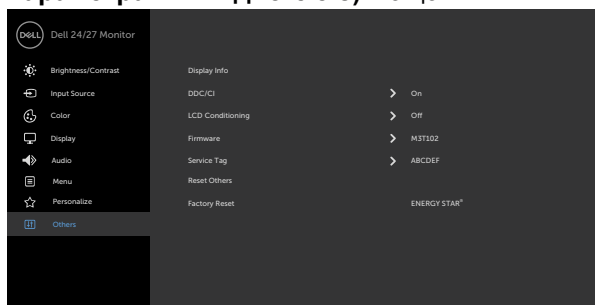 DELL Dell 24/27 Monitor
Brightness/Contrast Display Info
Input Source DDC/CI On
Color LCD Conditioning Off
Display Firmware M3T102
Audio Service Tag ABCDEF
Menu Reset Others
Personalize Factory Reset ENERGY STAR®
Others